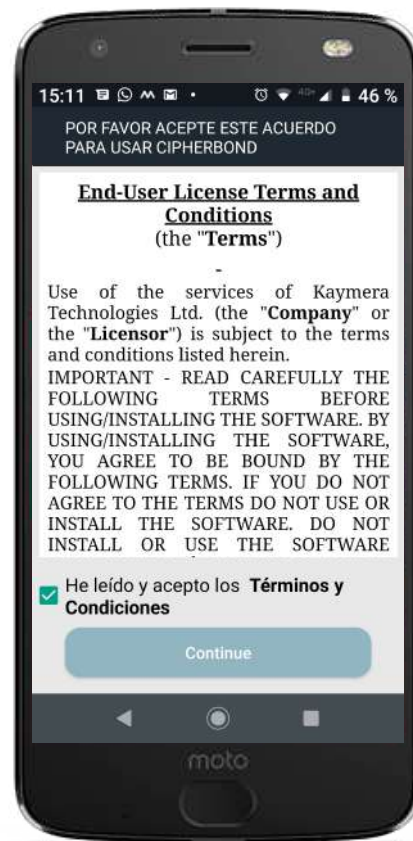 15:11 46 %
POR FAVOR ACEPTE ESTE ACUERDO
PARA USAR CIPHERBOND
End-User License Terms and
Conditions
(the "Terms")
-
Use of the services of Kaymera
Technologies Ltd. (the "Company" or
the "Licensor") is subject to the terms
and conditions listed herein.
IMPORTANT - READ CAREFULLY THE
FOLLOWING TERMS BEFORE
USING/INSTALLING THE SOFTWARE. BY
USING/INSTALLING THE SOFTWARE,
YOU AGREE TO BE BOUND BY THE
FOLLOWING TERMS. IF YOU DO NOT
AGREE TO THE TERMS DO NOT USE OR
INSTALL THE SOFTWARE. DO NOT
INSTALL OR USE THE SOFTWARE
He leído y acepto los Términos y
Condiciones
Continue
moto